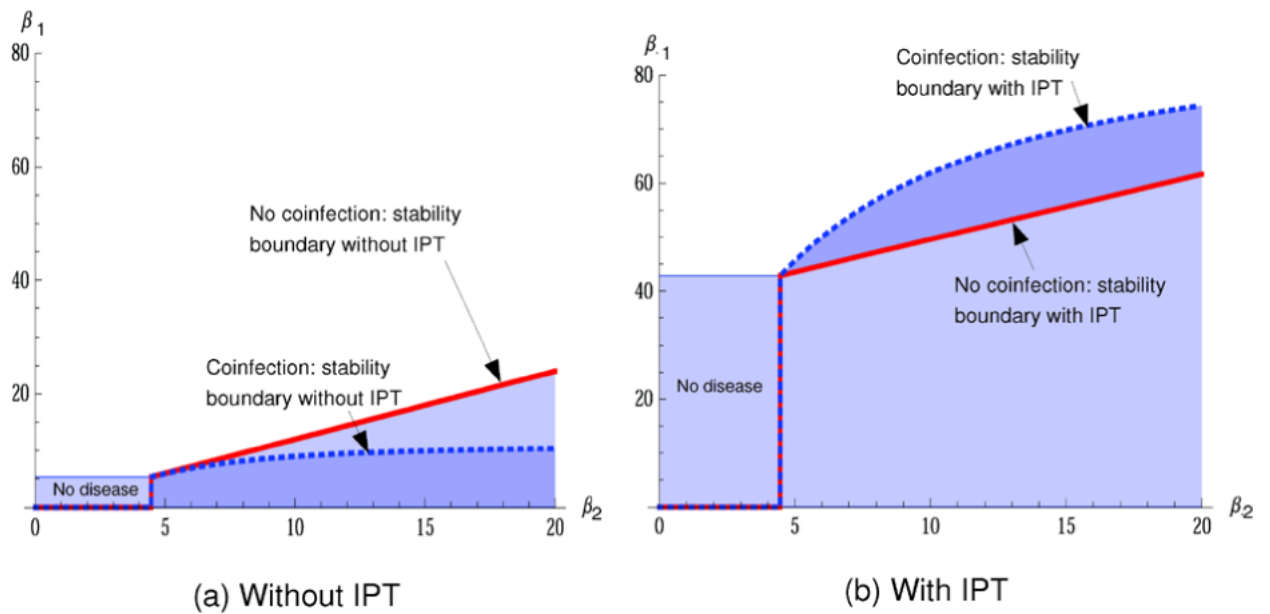 β 1
80
60
40
20
No coinfection: stability
boundary without IPT
Coinfection: stability
boundary without IPT
No disease
0
5
10
15
20
β2
(a) Without IPT
β 1
80
60
40
20
Coinfection: stability
boundary with IPT
No coinfection: stability
boundary with IPT
No disease
0
5
10
15
20
β2
(b) With IPT